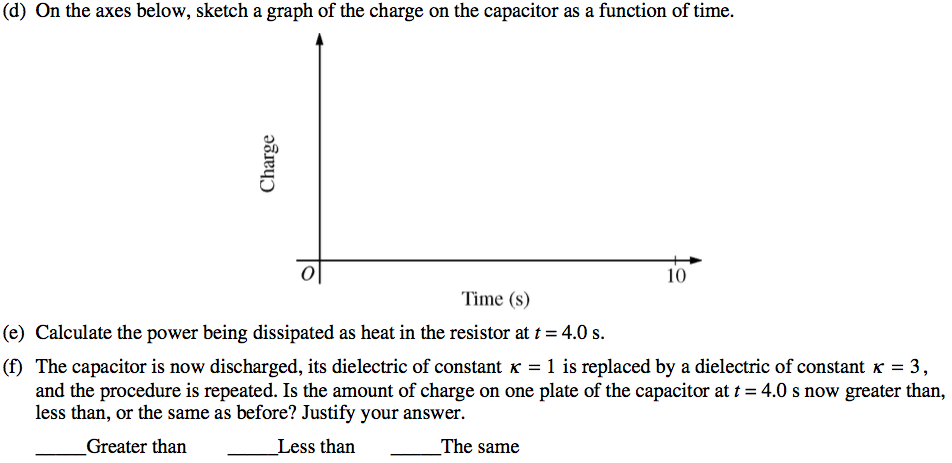 (d) On the axes below, sketch a graph of the charge on the capacitor as a function of time.
Charge
O
10
Time (s)
(e) Calculate the power being dissipated as heat in the resistor at t = 4.0 s.
(f) The capacitor is now discharged, its dielectric of constant κ = 1 is replaced by a dielectric of constant κ = 3,
and the procedure is repeated. Is the amount of charge on one plate of the capacitor at t = 4.0 s now greater than,
less than, or the same as before? Justify your answer.
_____Greater than _____Less than _____The same